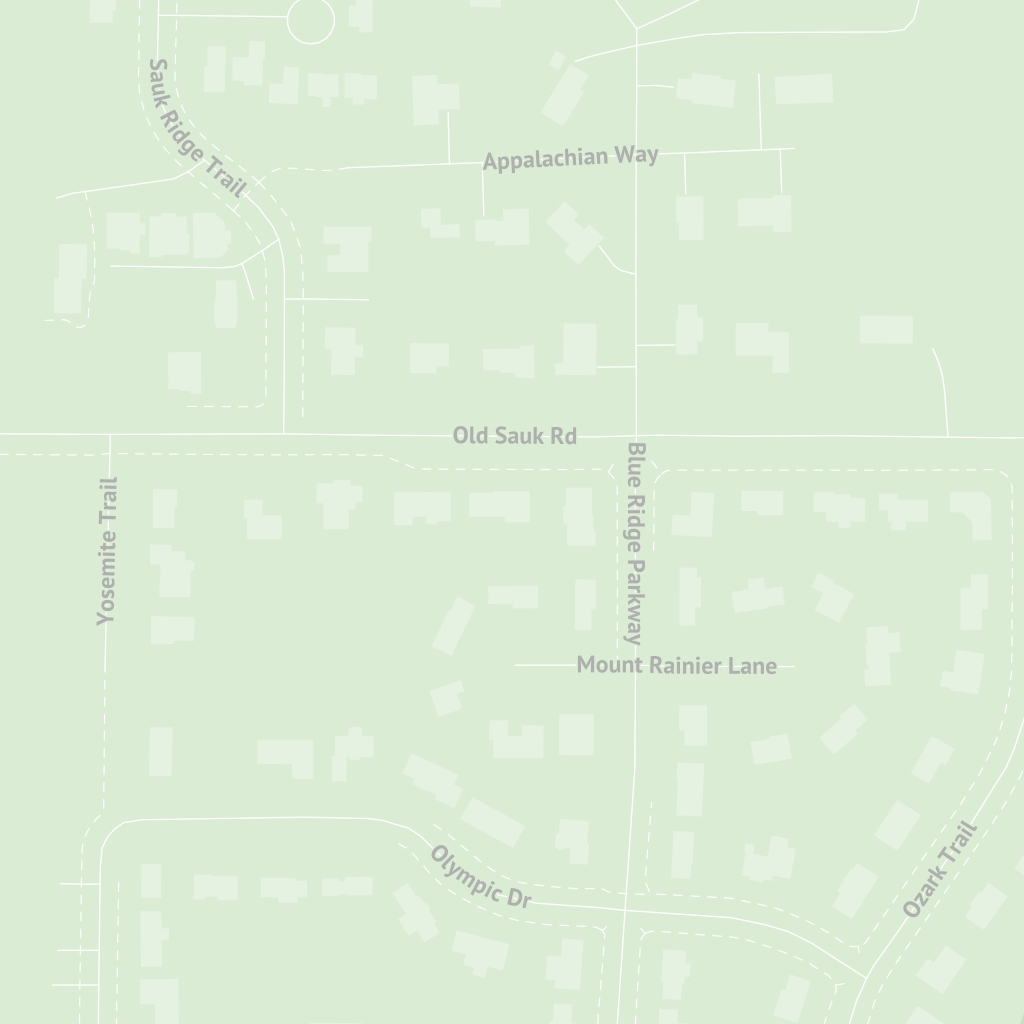 Sauk Ridge Trail
Appalachian Way
Old Sauk Rd
Blue Ridge Parkway
Yosemite Trail
Mount Rainier Lane
Olympic Dr
Ozark Trail